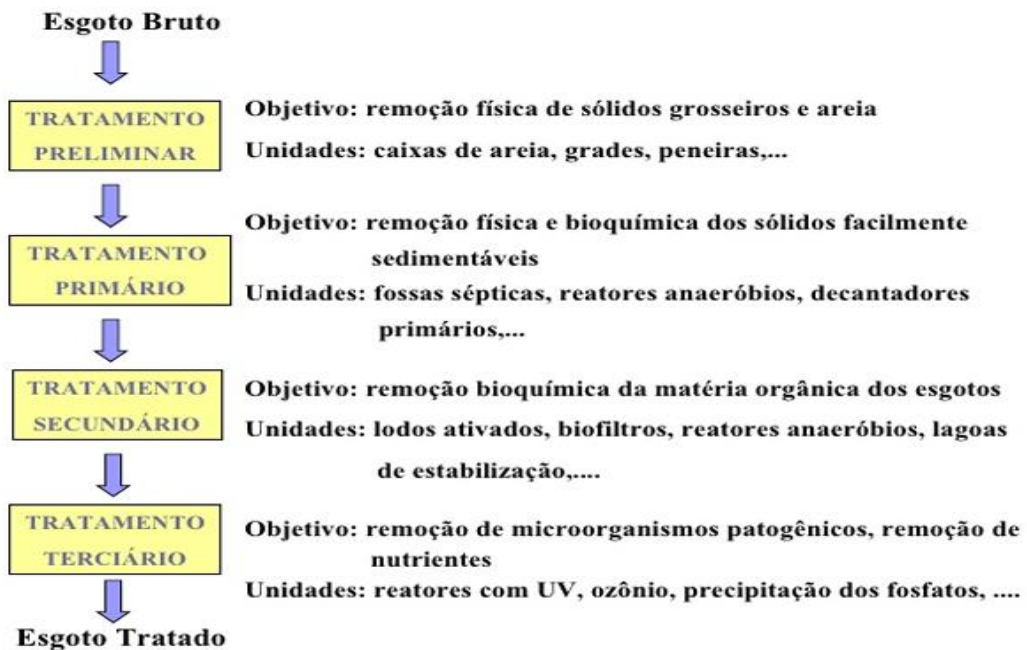 Esgoto Bruto
TRATAMENTO
PRELIMINAR
Objetivo: remoção física de sólidos grosseiros e areia
Unidades: caixas de areia, grades, peneiras,...
TRATAMENTO
PRIMÁRIO
Objetivo: remoção física e bioquímica dos sólidos facilmente
sedimentáveis
Unidades: fossas sépticas, reatores anaeróbios, decantadores
primários,...
TRATAMENTO
SECUNDÁRIO
Objetivo: remoção bioquímica da matéria orgânica dos esgotos
Unidades: lodos ativados, biofiltros, reatores anaeróbios, lagoas
de estabilização,....
TRATAMENTO
TERCIÁRIO
Objetivo: remoção de microorganismos patogênicos, remoção de
nutrientes
Unidades: reatores com UV, ozônio, precipitação dos fosfatos, ....
Esgoto Tratado